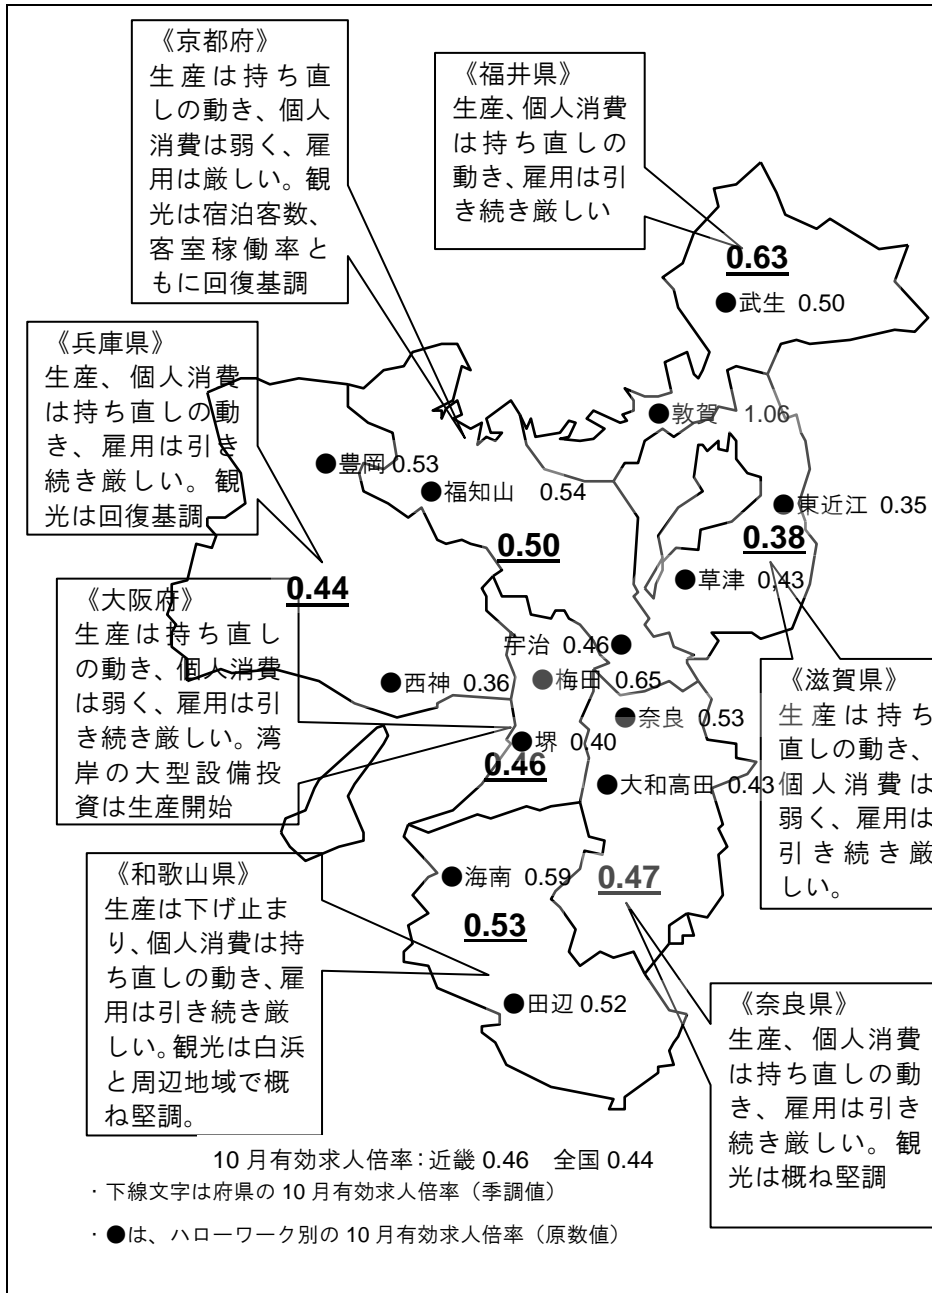 《京都府》
生産は持ち直
しの動き、個人
消費は弱く、雇
用は厳しい。観
光は宿泊客数、
客室稼働率と
もに回復基調
《福井県》
生産、個人消費
は持ち直しの
動き、雇用は引
き続き厳しい
0.63
●武生 0.50
《兵庫県》
生産、個人消費
は持ち直しの動
き、雇用は引き
続き厳しい。観
光は回復基調
●敦賀 1.06
●豊岡 0.53
●福知山 0.54
●東近江 0.35
0.50
0.38
0.44
●草津 0,43
《大阪府》
生産は持ち直し
の動き、個人消費
は弱く、雇用は引
き続き厳しい。湾
岸の大型設備投
資は生産開始
宇治 0.46●
●西神 0.36
●梅田 0.65
●奈良 0.53
●堺 0.40
0.46
●大和高田 0.43
《滋賀県》
生産は持ち
直しの動き、
個人消費は
弱く、雇用は
引き続き厳
しい。
《和歌山県》
生産は下げ止ま
り、個人消費は持
ち直しの動き、雇
用は引き続き厳
しい。観光は白浜
と周辺地域で概
ね堅調。
●海南 0.59
0.47
0.53
●田辺 0.52
《奈良県》
生産、個人消費
は持ち直しの動
き、雇用は引き
続き厳しい。観
光は概ね堅調
10 月有効求人倍率：近畿 0.46 全国 0.44
・下線文字は府県の 10 月有効求人倍率（季調値）
・●は、ハローワーク別の 10 月有効求人倍率（原数値）